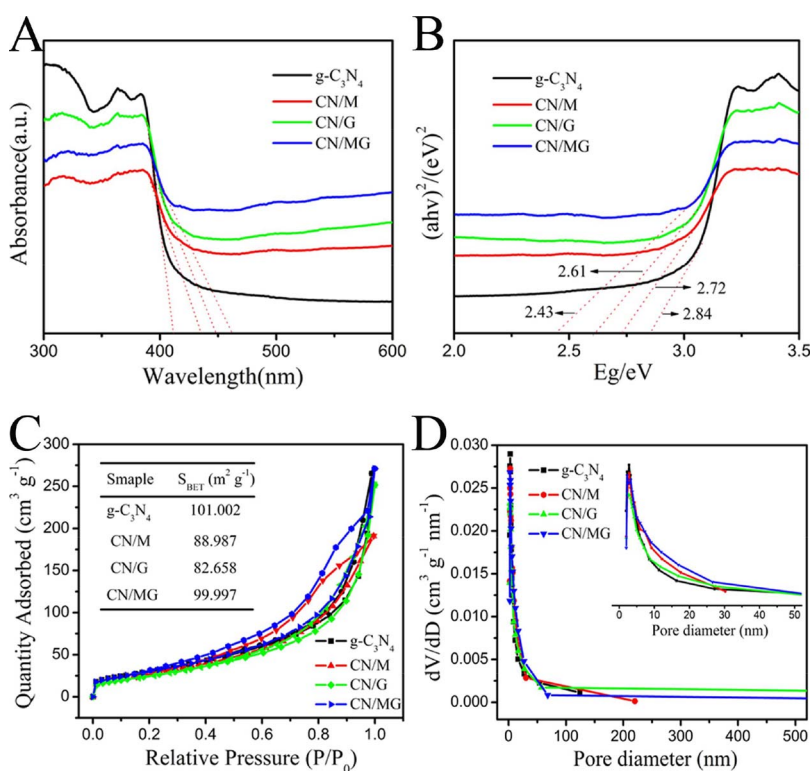 A
g-C₃N₄
CN/M
CN/G
CN/MG
Absorbance(a.u.)
300 400 500 600
Wavelength(nm)
B
g-C₃N₄
CN/M
CN/G
CN/MG
(ahv)²/(eV)²
2.61
2.72
2.43
2.84
2.0 2.5 3.0 3.5
Eg/eV
C
Quantity Adsorbed (cm³ g⁻¹)
300
250
200
150
100
50
0
Smaple S_BET (m² g⁻¹)
g-C₃N₄ 101.002
CN/M 88.987
CN/G 82.658
CN/MG 99.997
g-C₃N₄
CN/M
CN/G
CN/MG
0.0 0.2 0.4 0.6 0.8 1.0
Relative Pressure (P/P₀)
D
dV/dD (cm³ g⁻¹ nm⁻¹)
0.030
0.025
0.020
0.015
0.010
0.005
0.000
g-C₃N₄
CN/M
CN/G
CN/MG
0 10 20 30 40 50
Pore diameter (nm)
0 100 200 300 400 500
Pore diameter (nm)